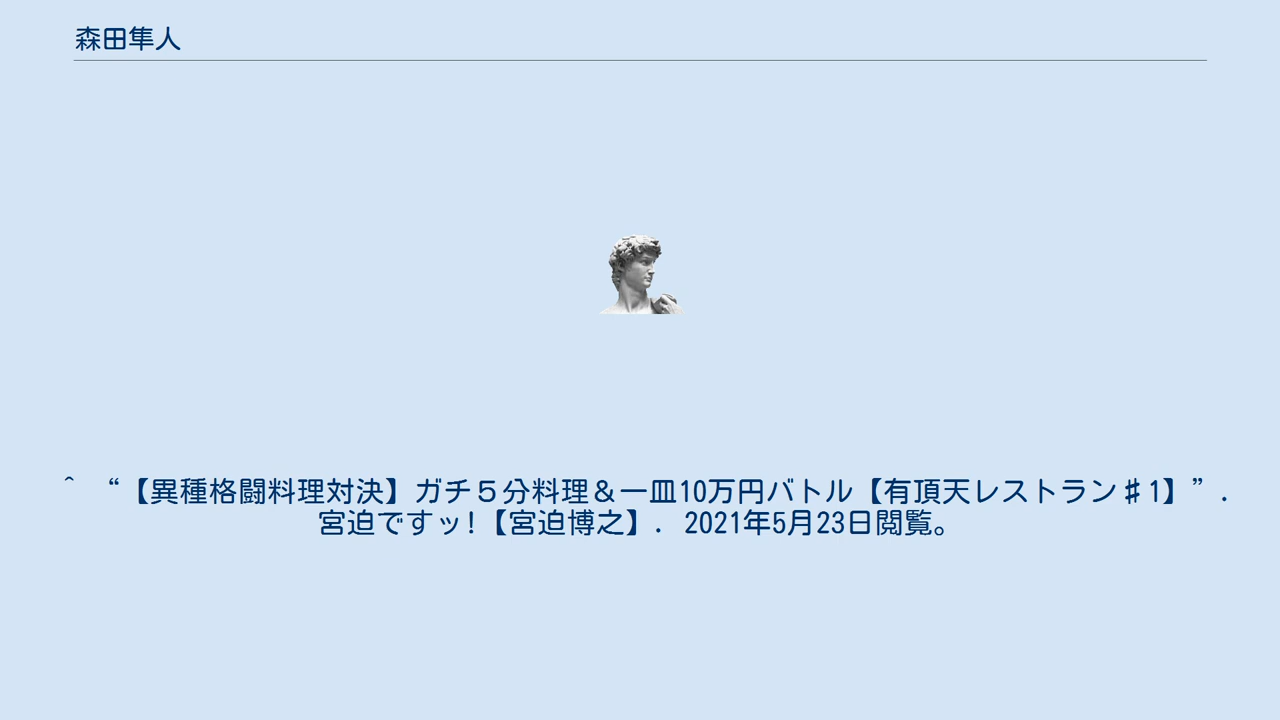 森田隼人
^ “【異種格闘料理対決】ガチ５分料理＆一皿10万円バトル【有頂天レストラン♯1】”.
宮迫ですッ!【宮迫博之】. 2021年5月23日閲覧。